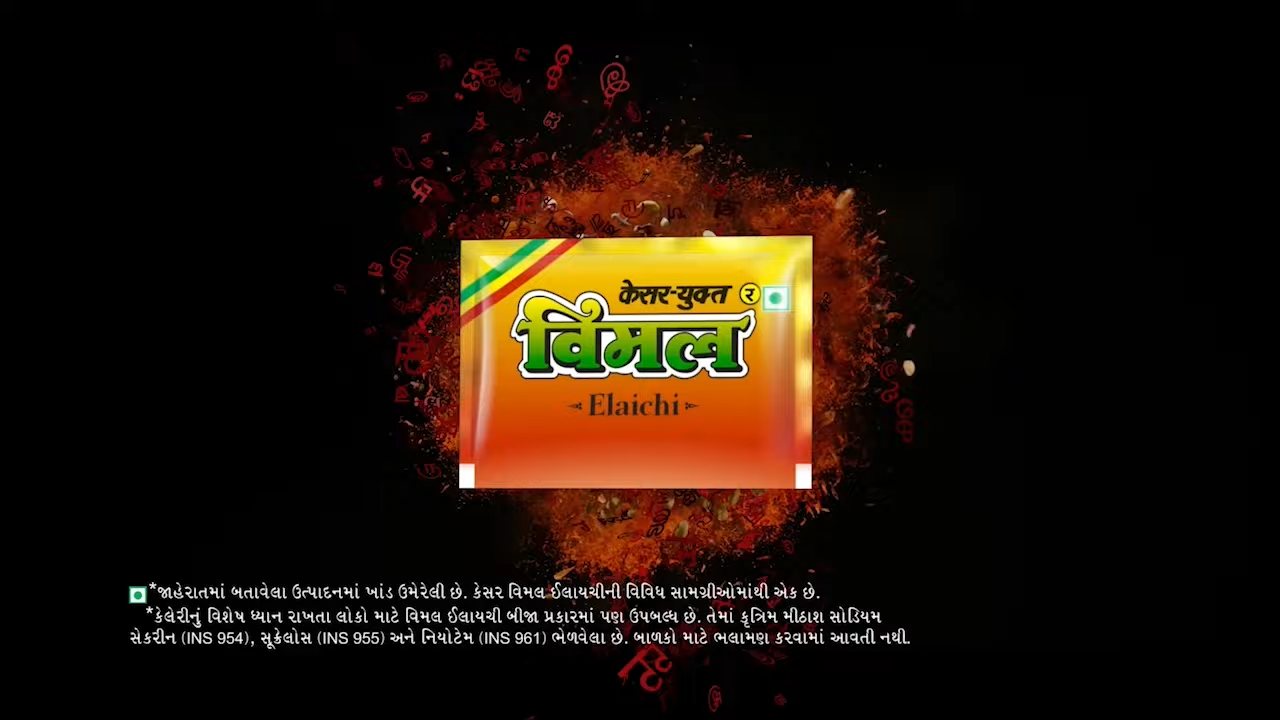 केसर-युक्त र
विमल
Elaichi
*જાહેરાતમાં બતાવેલા ઉત્પાદનમાં ખાંડ ઉમેરેલી છે. કેસર વિમલ ઈલાયચીની વિવિધ સામગ્રીઓમાંથી એક છે.
*કેલેરીનું વિશેષ ધ્યાન રાખતા લોકો માટે વિમલ ઈલાયચી બીજા પ્રકારમાં પણ ઉપલબ્ધ છે. તેમાં કૃત્રિમ મીઠાશ સોડિયમ
સેકરીન (INS 954), સૂક્રેલોસ (INS 955) અને નિયોટેમ (INS 961) ભેળવેલા છે. બાળકો માટે ભલામણ કરવામાં આવતી નથી.